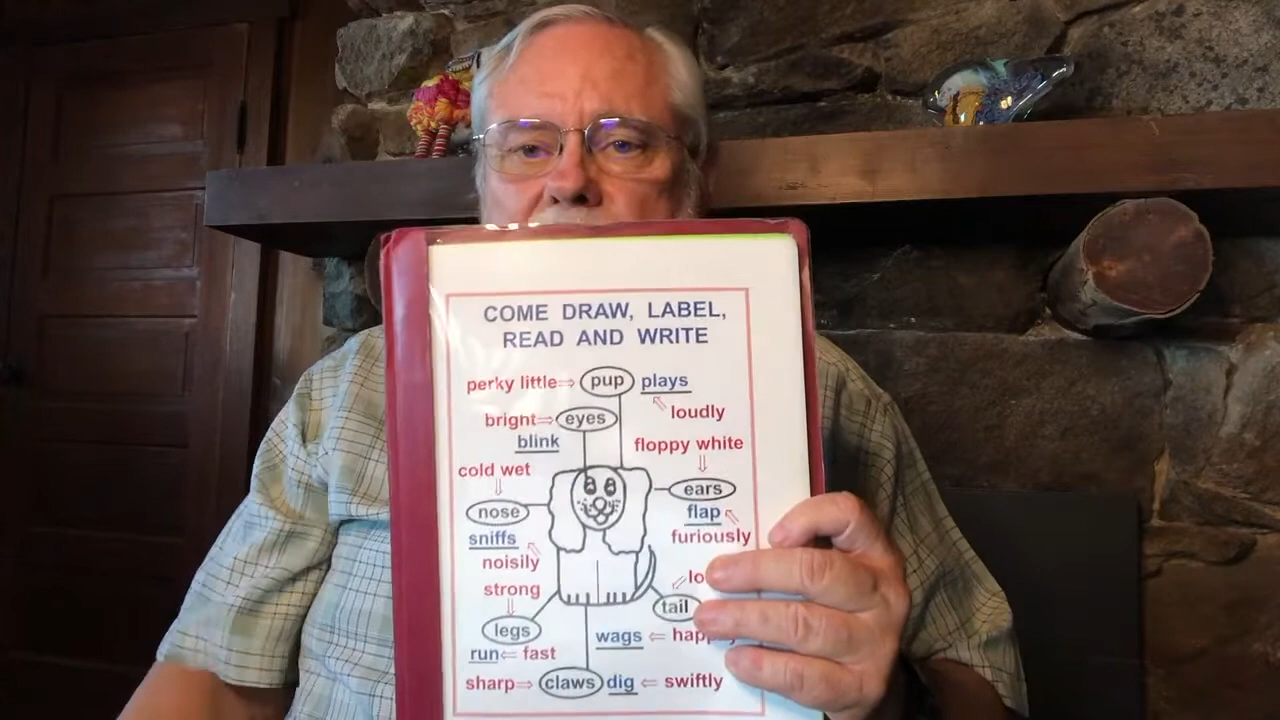 COME DRAW, LABEL,
READ AND WRITE
perky little⇒ pup plays
loudly
bright⇒ eyes
blink
floppy white
cold wet
ears
nose
flap
sniffs
furiously
noisily
strong
tail
legs
wags ⇐
run⇐ fast
sharp⇒ claws dig ⇐ swiftly